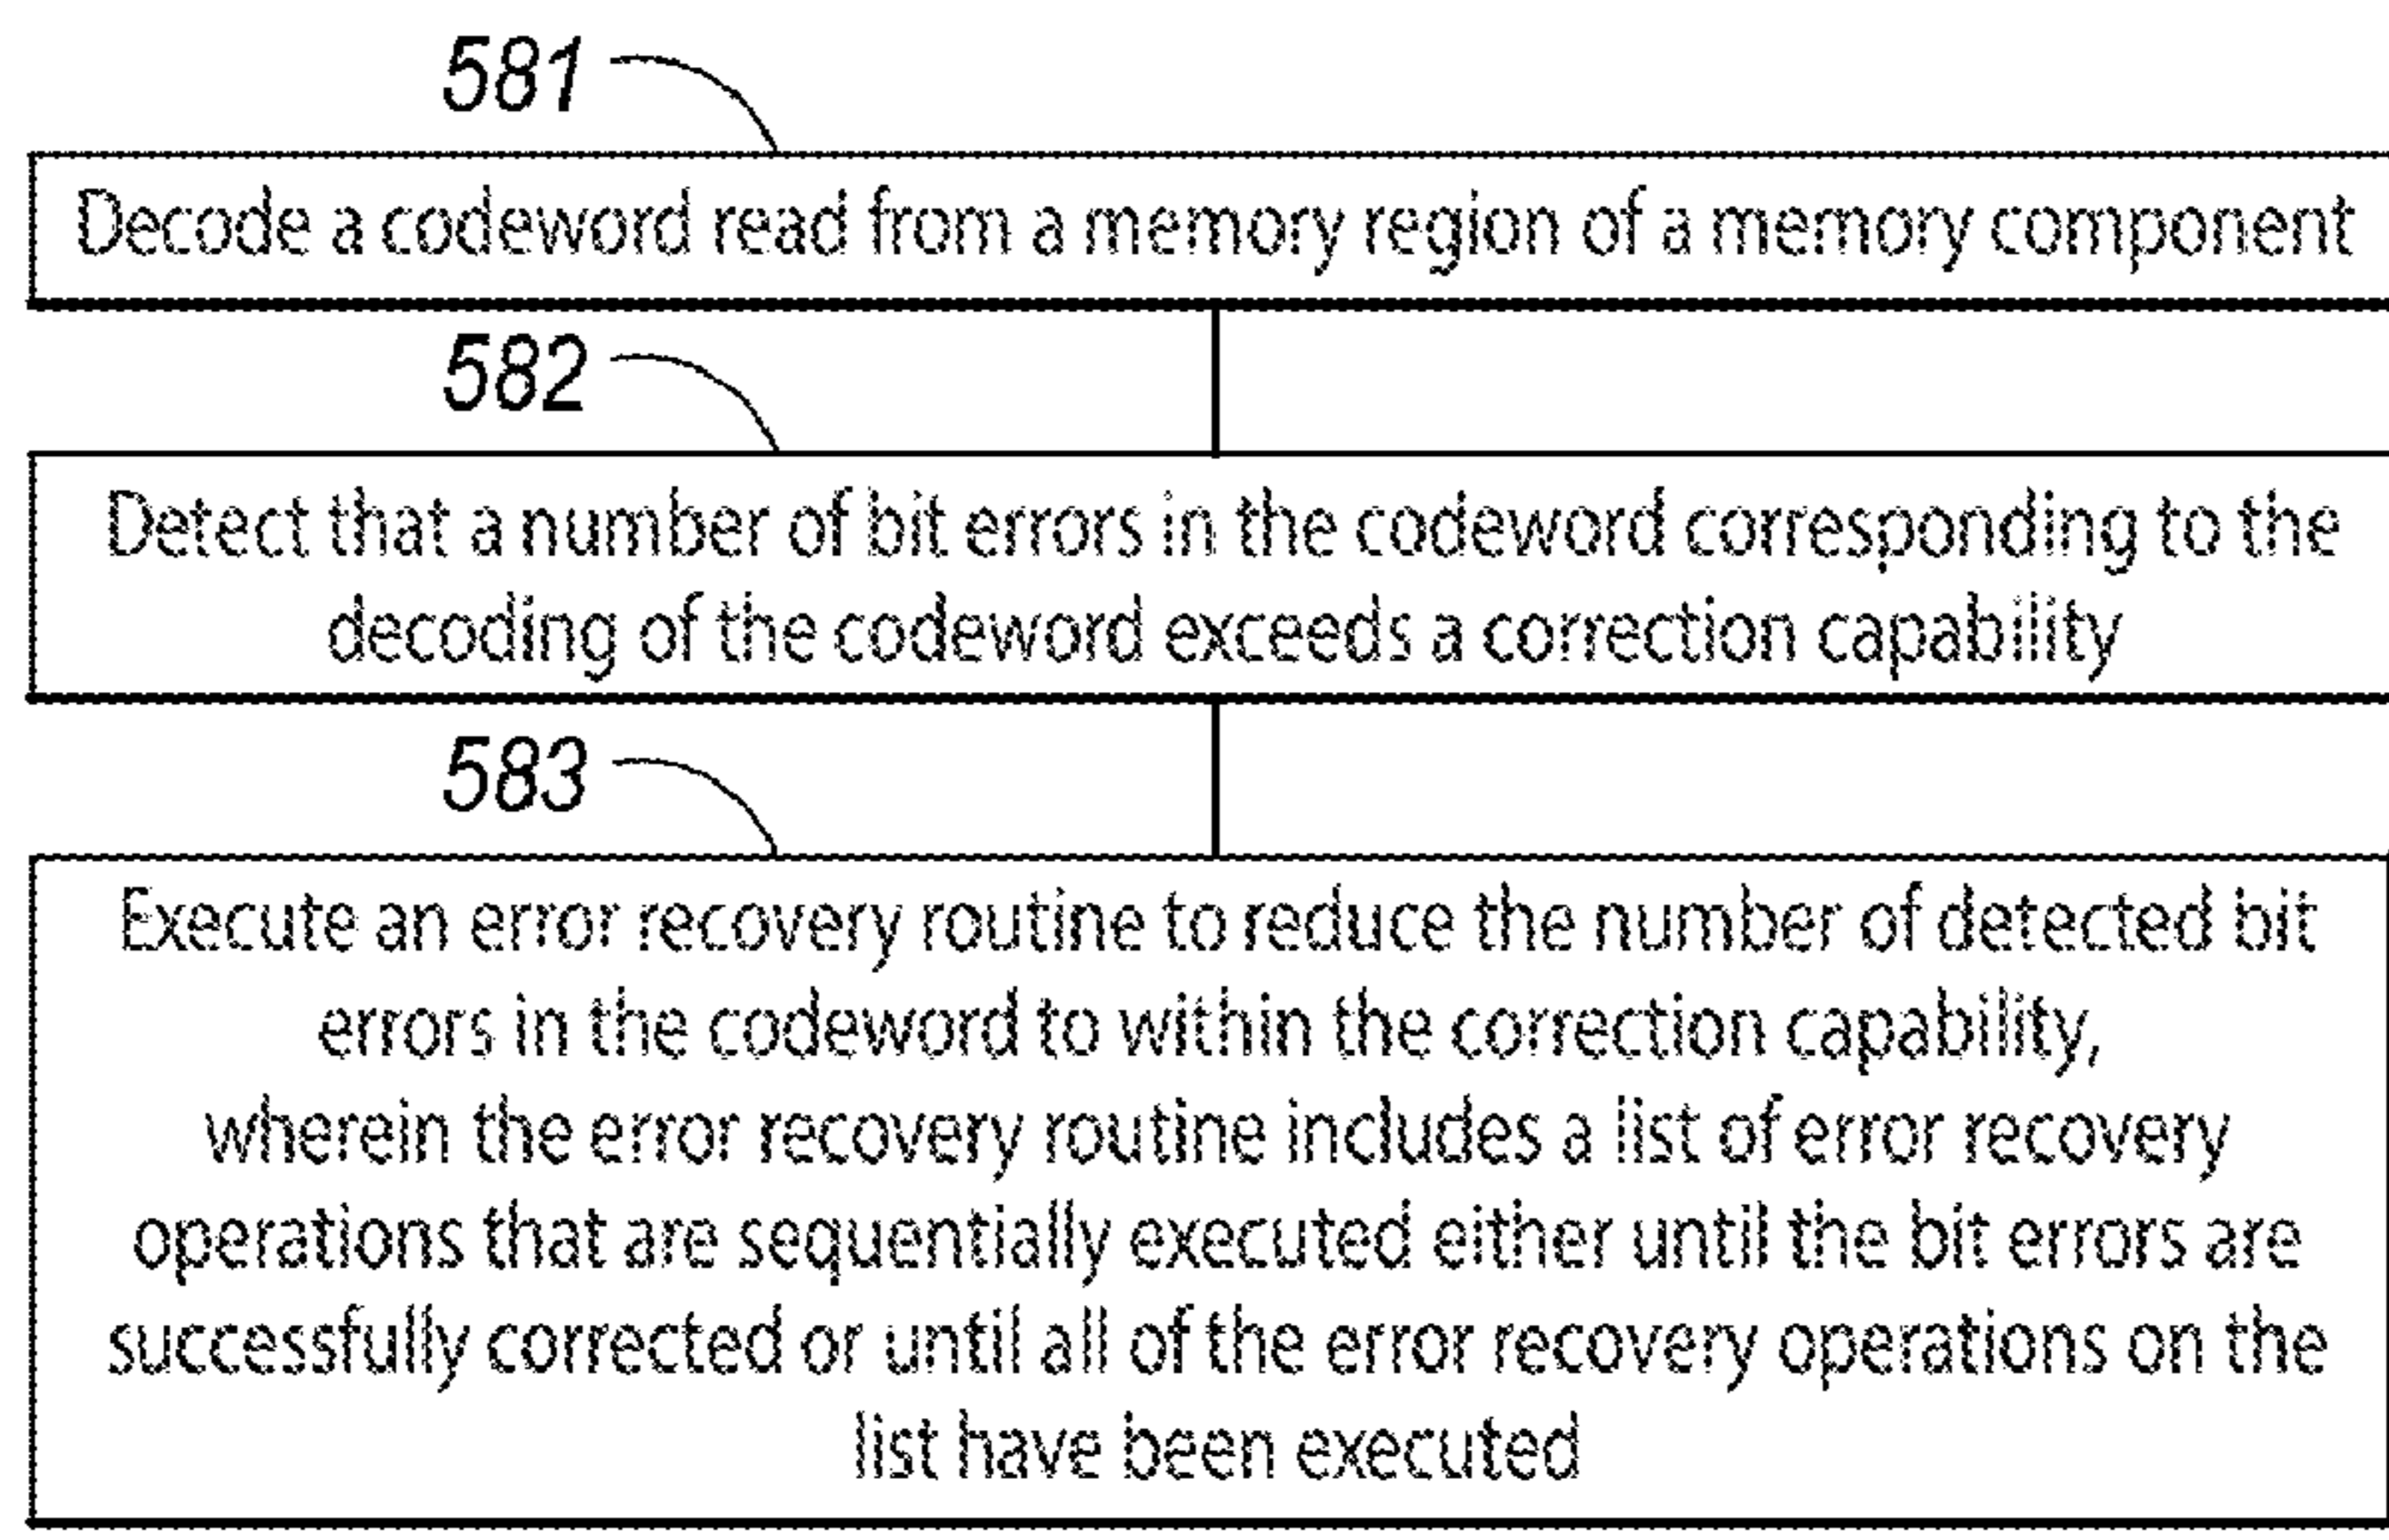 581
Decode a codeword read from a memory region of a memory component
582
Detect that a number of bit errors in the codeword corresponding to the
decoding of the codeword exceeds a correction capability
583
Execute an error recovery routine to reduce the number of detected bit
errors in the codeword to within the correction capability,
wherein the error recovery routine includes a list of error recovery
operations that are sequentially executed either until the bit errors are
successfully corrected or until all of the error recovery operations on the
list have been executed